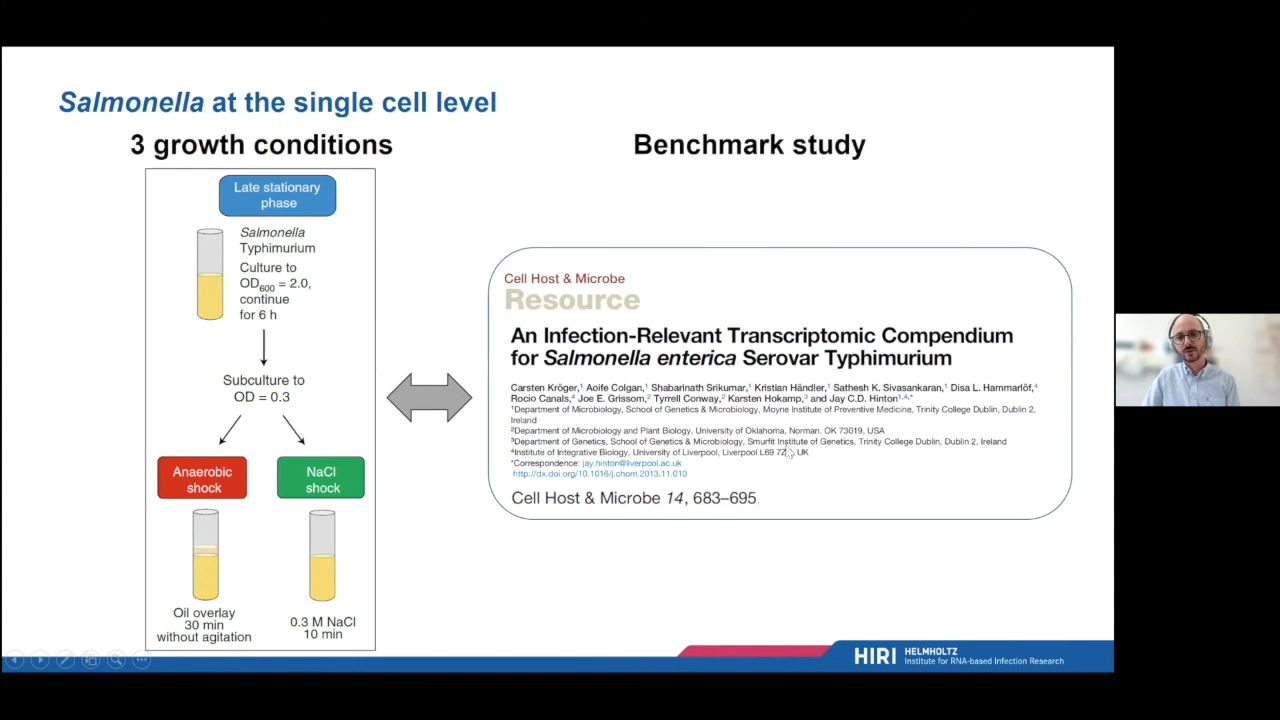 Salmonella at the single cell level
3 growth conditions
Late stationary
phase
Salmonella
Typhimurium
Culture to
OD600 = 2.0,
continue
for 6 h
Subculture to
OD = 0.3
Anaerobic
shock
NaCl
shock
Oil overlay
30 min
without agitation
0.3 M NaCl
10 min
Benchmark study
Cell Host & Microbe
Resource
An Infection-Relevant Transcriptomic Compendium
for Salmonella enterica Serovar Typhimurium
Carsten Kröger,1 Aoife Colgan,1 Shabarinath Srikumar,1 Kristian Händler,1 Sathesh K. Sivasankaran,1 Disa L. Hammarlöf,4
Rocio Canals,4 Joe E. Grissom,2 Tyrrell Conway,2 Karsten Hokamp,3 and Jay C.D. Hinton1,4,*
1Department of Microbiology, School of Genetics & Microbiology, Moyne Institute of Preventive Medicine, Trinity College Dublin, Dublin 2,
Ireland
2Department of Microbiology and Plant Biology, University of Oklahoma, Norman, OK 73019, USA
3Department of Genetics, School of Genetics & Microbiology, Smurfit Institute of Genetics, Trinity College Dublin, Dublin 2, Ireland
4Institute of Integrative Biology, University of Liverpool, Liverpool L69 UK
*Correspondence: jay.hinton@liverpool.ac.uk
http://dx.doi.org/10.1016/j.chom.2013.11.010
Cell Host & Microbe 14, 683–695
HIRI HELMHOLTZ
Institute for RNA-based Infection Research